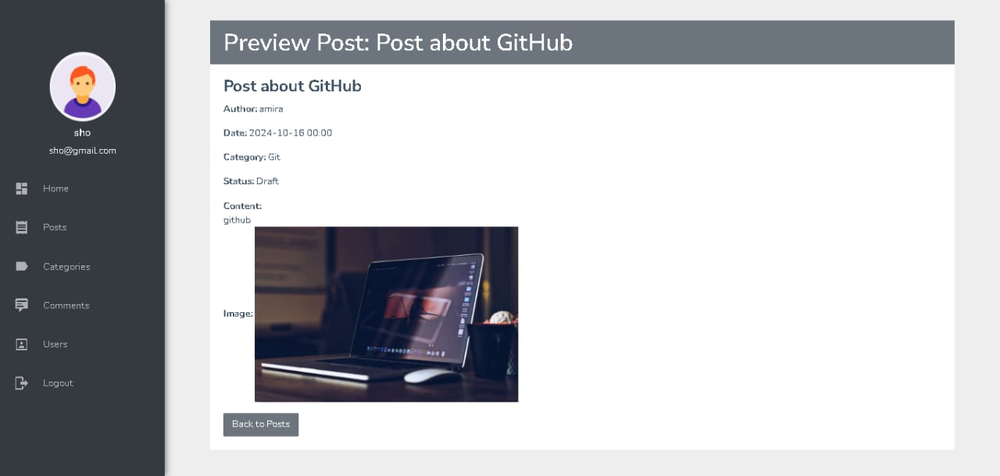 sho
sho@gmail.com
Home
Posts
Categories
Comments
Users
Logout
Preview Post: Post about GitHub
Post about GitHub
Author: amira
Date: 2024-10-16 00:00
Category: Git
Status: Draft
Content:
github
Image:
Back to Posts